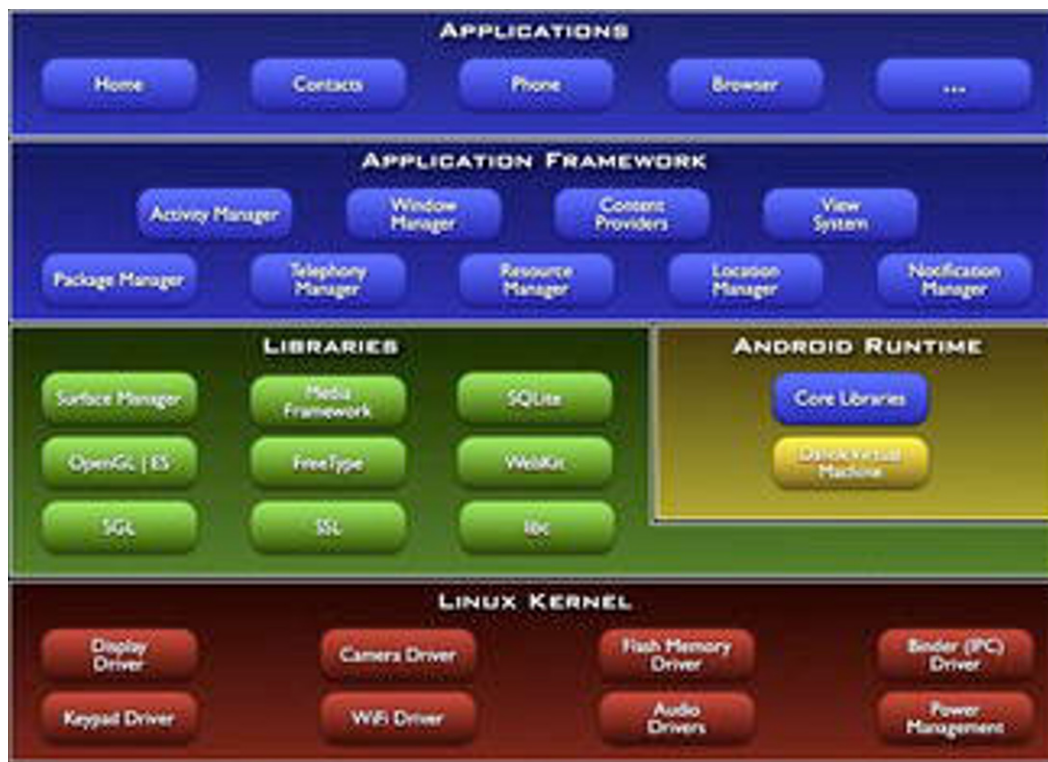 APPLICATIONS
Home
Contacts
Phone
Browser
...
APPLICATION FRAMEWORK
Activity Manager
Window
Manager
Content
Providers
View
System
Package Manager
Telephony
Manager
Resource
Manager
Location
Manager
Notification
Manager
LIBRARIES
ANDROID RUNTIME
Surface Manager
Media
Framework
SQLite
Core Libraries
OpenGL | ES
FreeType
WebKit
Dalvik Virtual
Machine
SGL
SSL
libc
LINUX KERNEL
Display
Driver
Camera Driver
Flash Memory
Driver
Binder (IPC)
Driver
Keypad Driver
WiFi Driver
Audio
Drivers
Power
Management